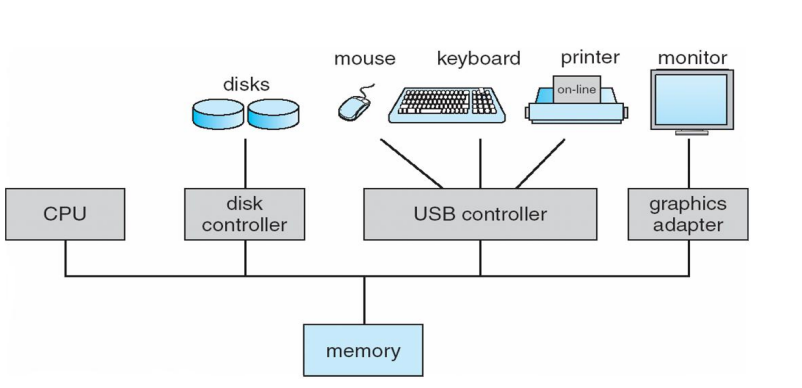 mouse
keyboard
printer
monitor
disks
on-line
CPU
disk
controller
USB controller
graphics
adapter
memory